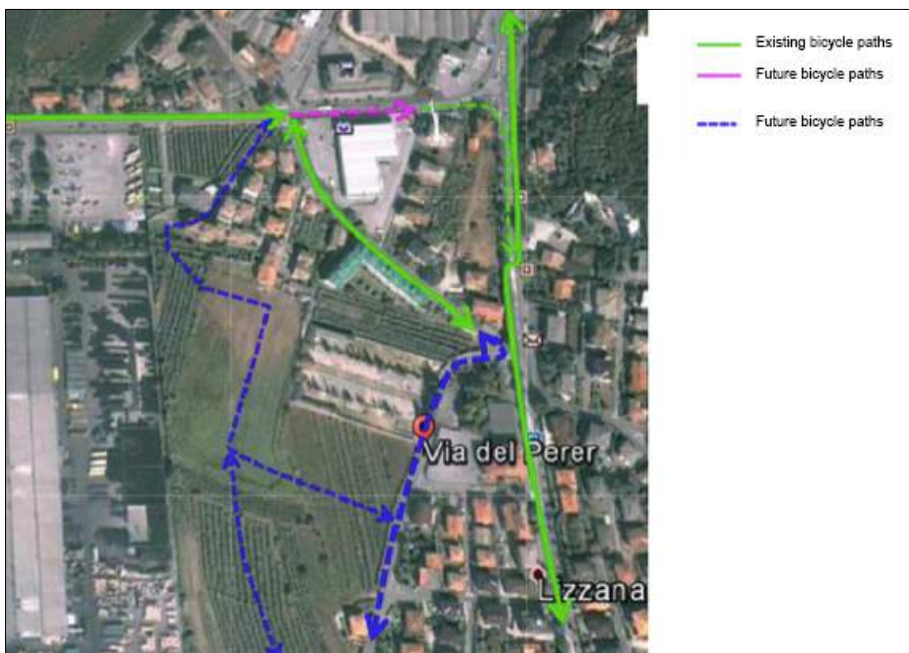 Existing bicycle paths
Future bicycle paths
Future bicycle paths
Via del Perer
Lizzana